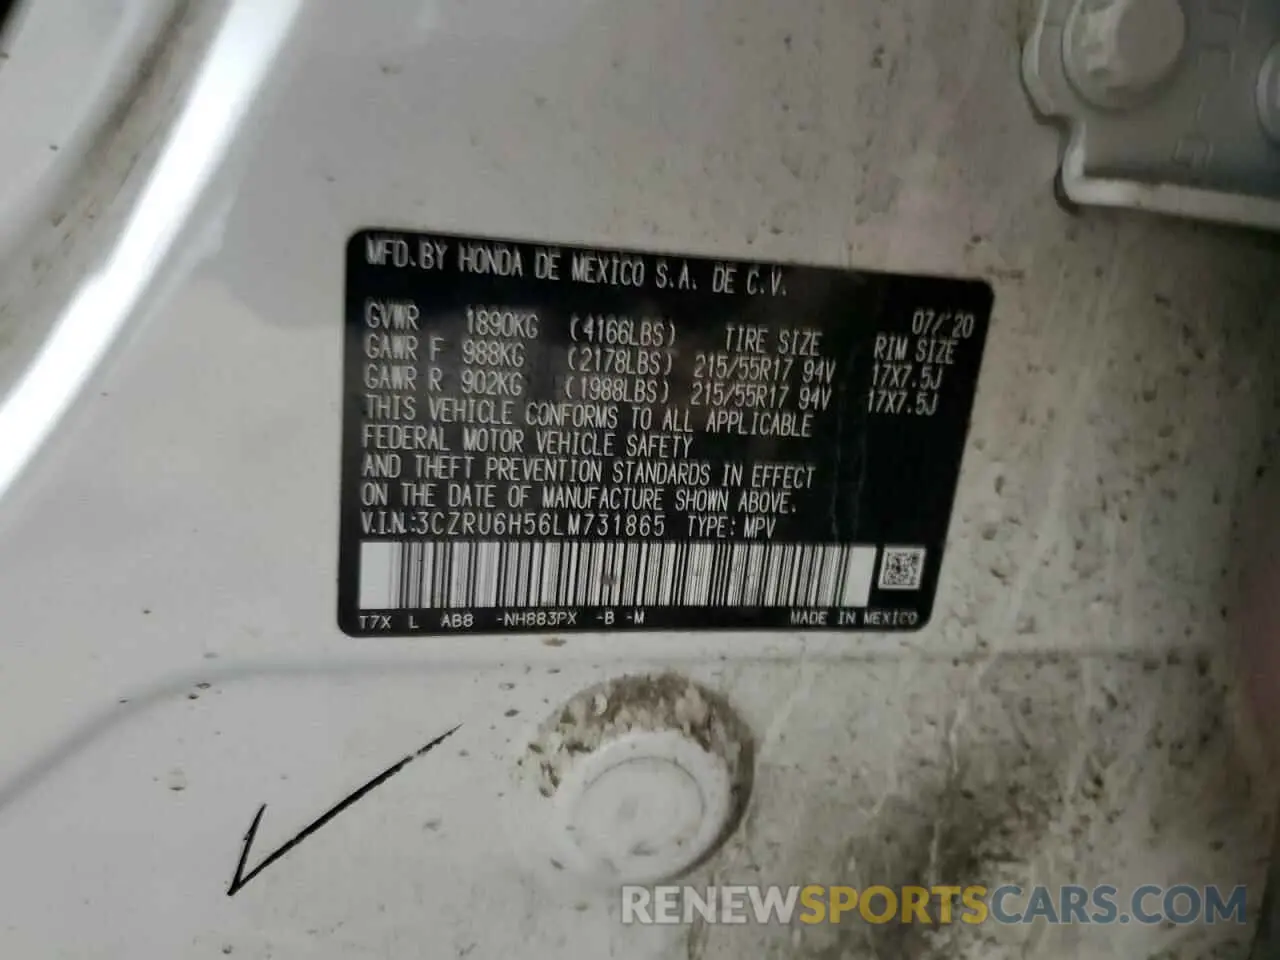 MFD. BY HONDA DE MEXICO S.A. DE C.V.
07/20
GVWR 1890KG (4166LBS) TIRE SIZE RIM SIZE
GAWR F 988KG (2178LBS) 215/55R17 94V 17X7.5J
GAWR R 902KG (1988LBS) 215/55R17 94V 17X7.5J
THIS VEHICLE CONFORMS TO ALL APPLICABLE
FEDERAL MOTOR VEHICLE SAFETY
AND THEFT PREVENTION STANDARDS IN EFFECT
ON THE DATE OF MANUFACTURE SHOWN ABOVE.
V.I.N.:3CZRU6H56LM731865 TYPE: MPV
T7X L AB8 -NH883PX -B -M MADE IN MEXICO
RENEWSPORTSCARS.COM